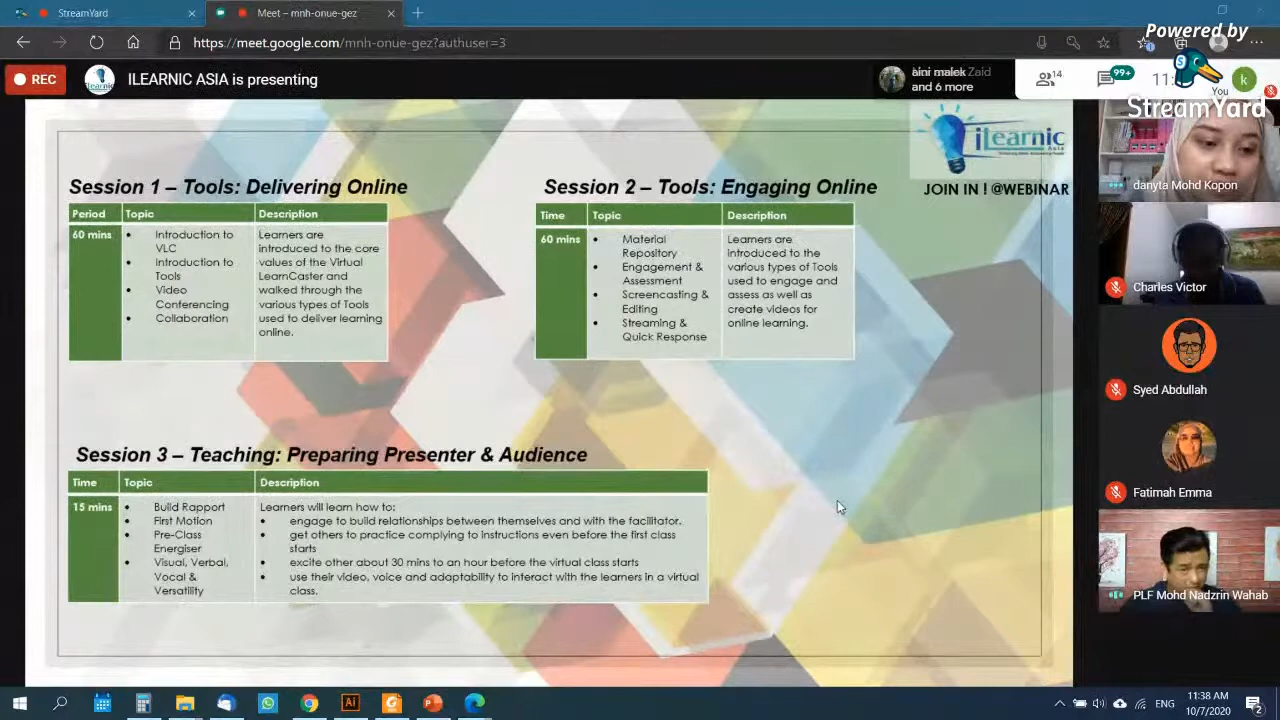 StreamYard
Meet – mnh-onue-gez
https://meet.google.com/mnh-onue-gez?authuser=3
Powered by
StreamYard
REC
ILEARNIC ASIA is presenting
aini malek Zaid
and 6 more
14
99+
11:
You
k
iLearnic
Asia
JOIN IN ! @WEBINAR
Session 1 – Tools: Delivering Online
Period Topic Description
60 mins
• Introduction to
VLC
• Introduction to
Tools
• Video
Conferencing
• Collaboration
Learners are
introduced to the core
values of the Virtual
LearnCaster and
walked through the
various types of Tools
used to deliver learning
online.
Session 2 – Tools: Engaging Online
Time Topic Description
60 mins
• Material
Repository
• Engagement &
Assessment
• Screencasting &
Editing
• Streaming &
Quick Response
Learners are
introduced to the
various types of Tools
used to engage and
assess as well as
create videos for
online learning.
Session 3 – Teaching: Preparing Presenter & Audience
Time Topic Description
15 mins
• Build Rapport
• First Motion
• Pre-Class
Energiser
• Visual, Verbal,
Vocal &
Versatility
Learners will learn how to:
• engage to build relationships between themselves and with the facilitator.
• get others to practice complying to instructions even before the first class
starts
• excite other about 30 mins to an hour before the virtual class starts
• use their video, voice and adaptability to interact with the learners in a virtual
class.
danyta Mohd Kopon
Charles Victor
Syed Abdullah
Fatimah Emma
PLF Mohd Nadzrin Wahab
Ai
11:38 AM
10/7/2020
2